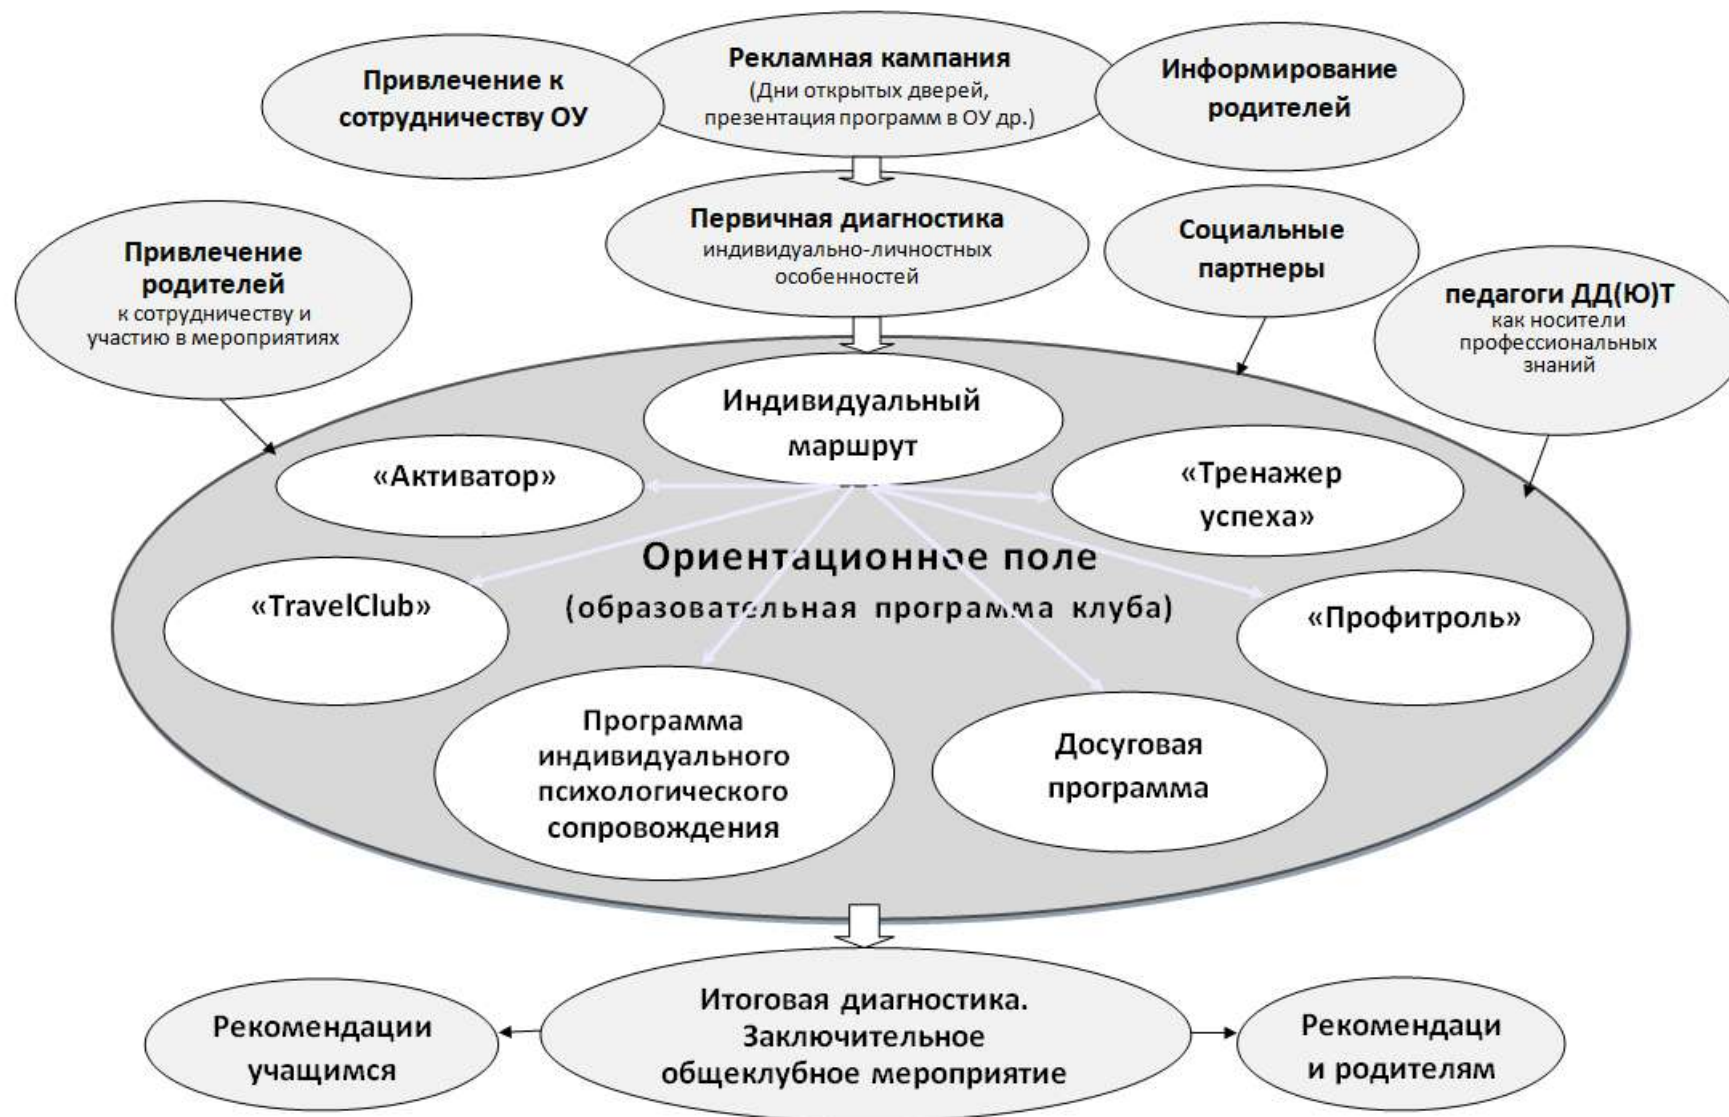 Привлечение к
сотрудничеству ОУ
Рекламная кампания
(Дни открытых дверей,
презентация программ в ОУ др.)
Информирование
родителей
Первичная диагностика
индивидуально-личностных
особенностей
Социальные
партнеры
Привлечение
родителей
к сотрудничеству и
участию в мероприятиях
педагоги ДД(Ю)Т
как носители
профессиональных
знаний
Индивидуальный
маршрут
«Активатор»
«Тренажер
успеха»
Ориентационное поле
(образовательная программа клуба)
«TravelClub»
«Профитроль»
Программа
индивидуального
психологического
сопровождения
Досуговая
программа
Итоговая диагностика.
Заключительное
общеклубное мероприятие
Рекомендации
учащимся
Рекомендаци
и родителям